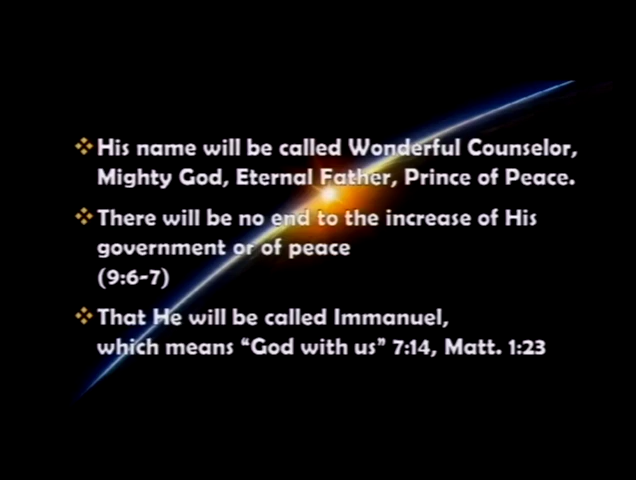 His name will be called Wonderful Counselor,
Mighty God, Eternal Father, Prince of Peace.
There will be no end to the increase of His
government or of peace
(9:6-7)
That He will be called Immanuel,
which means “God with us” 7:14, Matt. 1:23